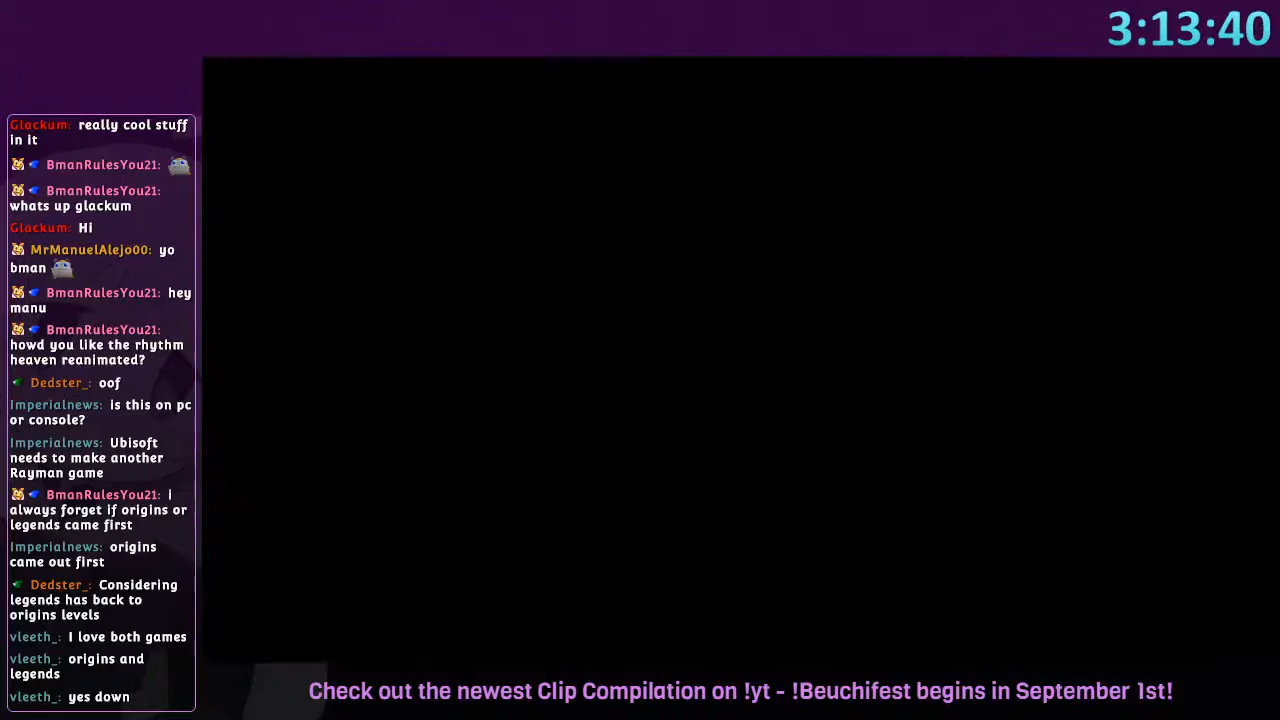 3:13:40
Glackum: really cool stuff
in it
BmanRulesYou21:
BmanRulesYou21:
whats up glackum
Glackum: Hi
MrManuelAlejo00: yo
bman
BmanRulesYou21: hey
manu
BmanRulesYou21:
howd you like the rhythm
heaven reanimated?
Dedster_: oof
Imperialnews: is this on pc
or console?
Imperialnews: Ubisoft
needs to make another
Rayman game
BmanRulesYou21: i
always forget if origins or
legends came first
Imperialnews: origins
came out first
Dedster_: Considering
legends has back to
origins levels
vleeth_: I love both games
vleeth_: origins and
legends
vleeth_: yes down
Check out the newest Clip Compilation on !yt - !Beuchifest begins in September 1st!